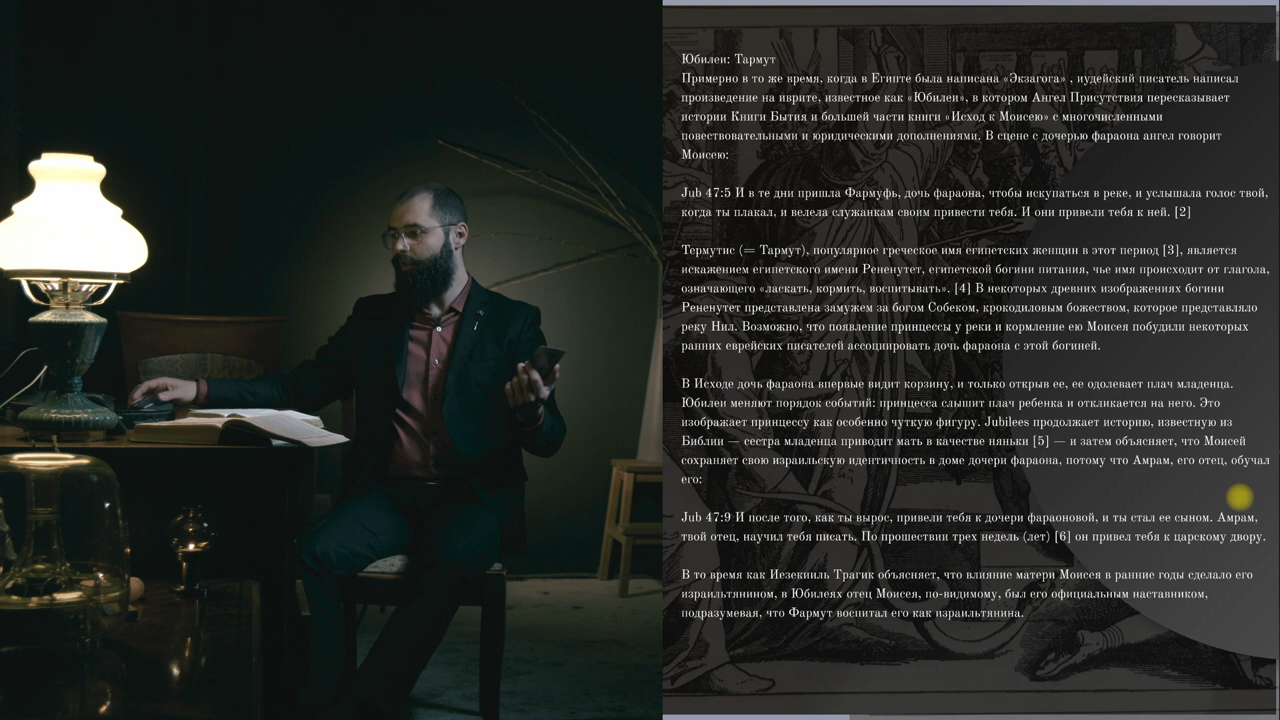 Юбилеи: Тармут
Примерно в то же время, когда в Египте была написана «Экзагога» , иудейский писатель написал
произведение на иврите, известное как «Юбилеи», в котором Ангел Присутствия пересказывает
истории Книги Бытия и большей части книги «Исход к Моисею» с многочисленными
повествовательными и юридическими дополнениями. В сцене с дочерью фараона ангел говорит
Моисею:
Jub 47:5 И в те дни пришла Фармуфь, дочь фараона, чтобы искупаться в реке, и услышала голос твой,
когда ты плакал, и велела служанкам своим привести тебя. И они привели тебя к ней. [2]
Термутис (= Тармут), популярное греческое имя египетских женщин в этот период [3], является
искажением египетского имени Рененутет, египетской богини питания, чье имя происходит от глагола,
означающего «ласкать, кормить, воспитывать». [4] В некоторых древних изображениях богини
Рененутет представлена замужем за богом Собеком, крокодиловым божеством, которое представляло
реку Нил. Возможно, что появление принцессы у реки и кормление ею Моисея побудили некоторых
ранних еврейских писателей ассоциировать дочь фараона с этой богиней.
В Исходе дочь фараона впервые видит корзину, и только открыв ее, ее одолевает плач младенца.
Юбилеи меняют порядок событий: принцесса слышит плач ребенка и откликается на него. Это
изображает принцессу как особенно чуткую фигуру. Jubilees продолжает историю, известную из
Библии — сестра младенца приводит мать в качестве няньки [5] — и затем объясняет, что Моисей
сохраняет свою израильскую идентичность в доме дочери фараона, потому что Амрам, его отец, обучал
его:
Jub 47:9 И после того, как ты вырос, привели тебя к дочери фараоновой, и ты стал ее сыном. Амрам,
твой отец, научил тебя писать. По прошествии трех недель (лет) [6] он привел тебя к царскому двору.
В то время как Иезекииль Трагик объясняет, что влияние матери Моисея в ранние годы сделало его
израильтянином, в Юбилеях отец Моисея, по-видимому, был его официальным наставником,
подразумевая, что Фармут воспитал его как израильтянина.